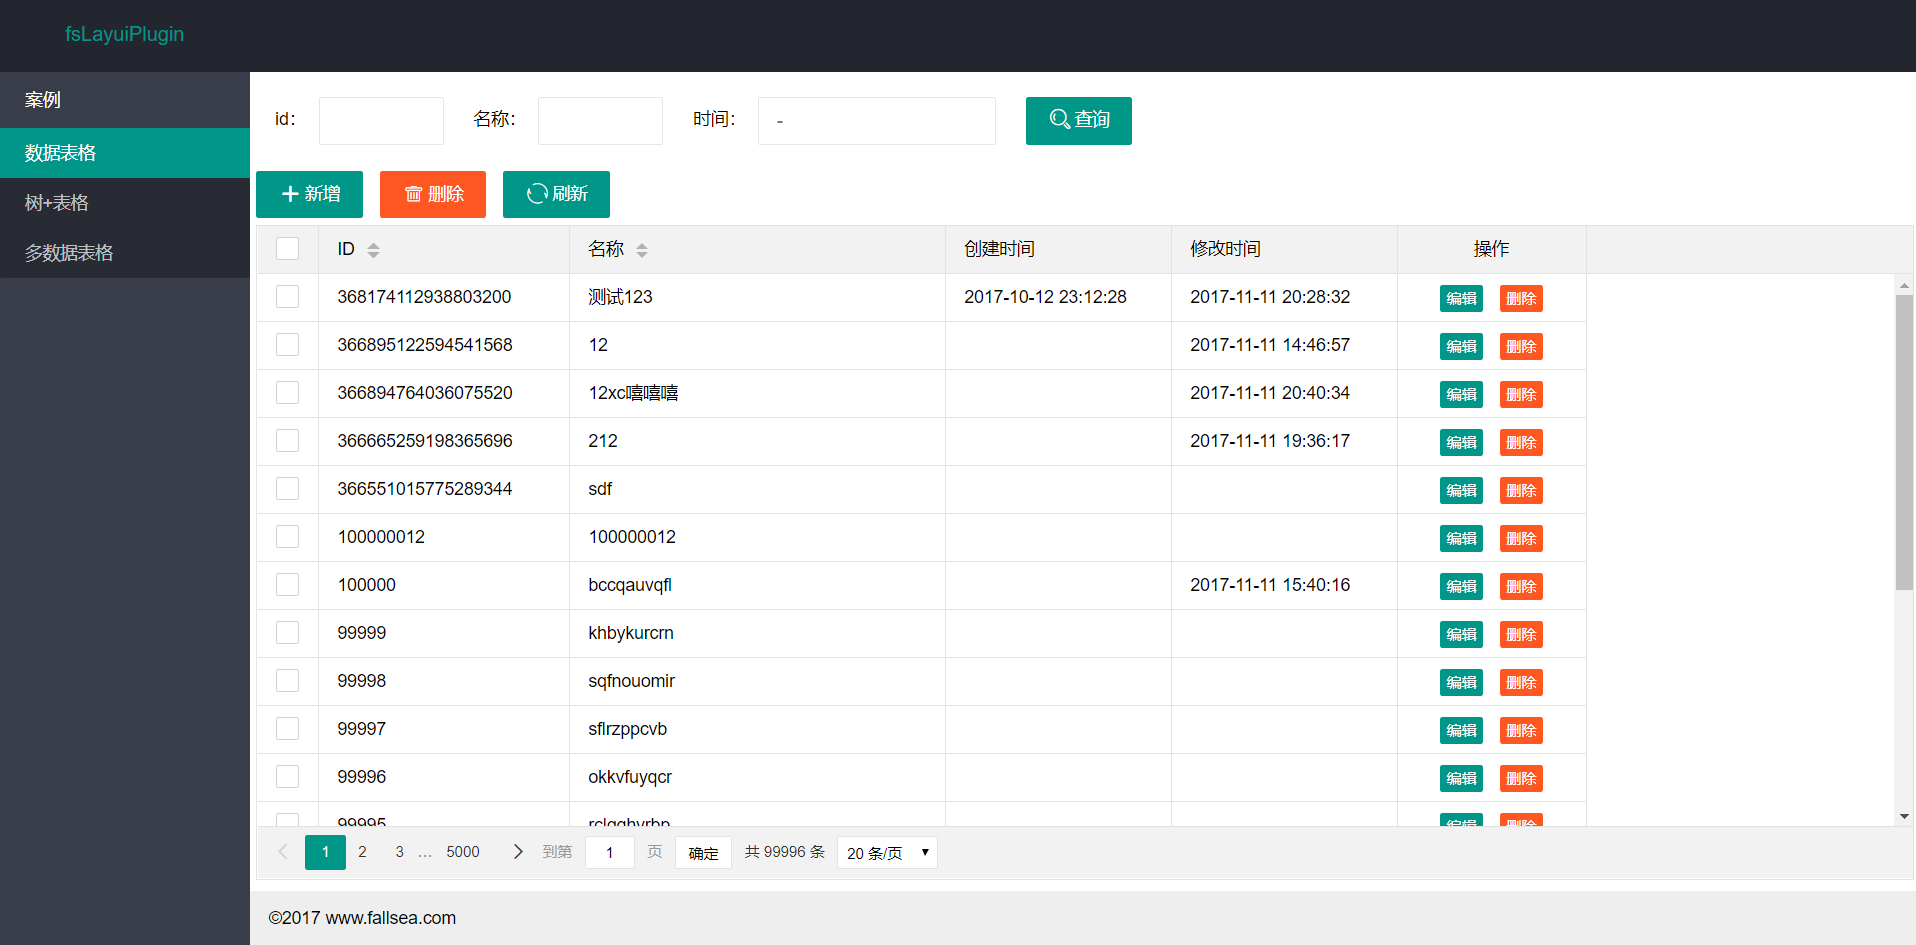 fsLayuiPlugin
案例
数据表格
树+表格
多数据表格
id： 名称： 时间： - 查询
新增 删除 刷新
ID 名称 创建时间 修改时间 操作
368174112938803200 测试123 2017-10-12 23:12:28 2017-11-11 20:28:32 编辑 删除
366895122594541568 12 2017-11-11 14:46:57 编辑 删除
366894764036075520 12xc嘻嘻嘻 2017-11-11 20:40:34 编辑 删除
366665259198365696 212 2017-11-11 19:36:17 编辑 删除
366551015775289344 sdf 编辑 删除
100000012 100000012 编辑 删除
100000 bccqauvqfl 2017-11-11 15:40:16 编辑 删除
99999 khbykurcrn 编辑 删除
99998 sqfnouomir 编辑 删除
99997 sflrzppcvb 编辑 删除
99996 okkvfuyqcr 编辑 删除
99995 编辑 删除
1 2 3 … 5000 到第 1 页 确定 共 99996 条 20 条/页
©2017 www.fallsea.com